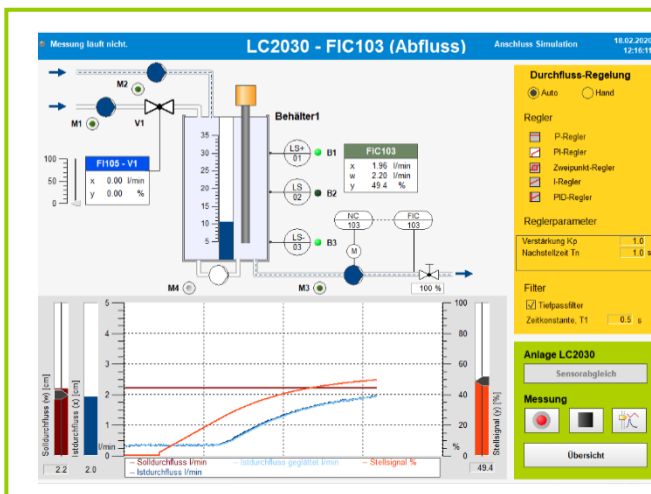 Messung läuft nicht.
LC2030 - FIC103 (Abfluss)
Anschluss Simulation
18.02.2020
12:16:11
M2
M1
V1
Behälter1
FI105 - V1
x 0.00 l/min
y 0.00 %
100
50
0
35
30
25
20
15
10
5
LS+
01
B1
LS
02
B2
LS-
03
B3
FIC103
x 1.96 l/min
w 2.20 l/min
y 49.4 %
NC
103
FIC
103
M
M4
M3
100 %
Durchfluss-Regelung
Auto
Hand
Regler
P-Regler
PI-Regler
Zweipunkt-Regler
I-Regler
PID-Regler
Reglerparameter
Verstärkung Kp 1.0
Nachstellzeit Tn 1.0 s
Filter
Tiefpassfilter
Zeitkonstante, T1 0.5 s
Anlage LC2030
Sensorabgleich
Messung
Übersicht
Solldurchfluss (w) [cm]
Istdurchfluss (x) [cm]
5
4
3
2
1
0
l/min
100
80
60
40
20
0
%
Stellsignal (y) [%]
2.2
2.0
49.4
– Solldurchfluss l/min
– Istdurchfluss geglättet l/min
– Stellsignal %
– Istdurchfluss l/min